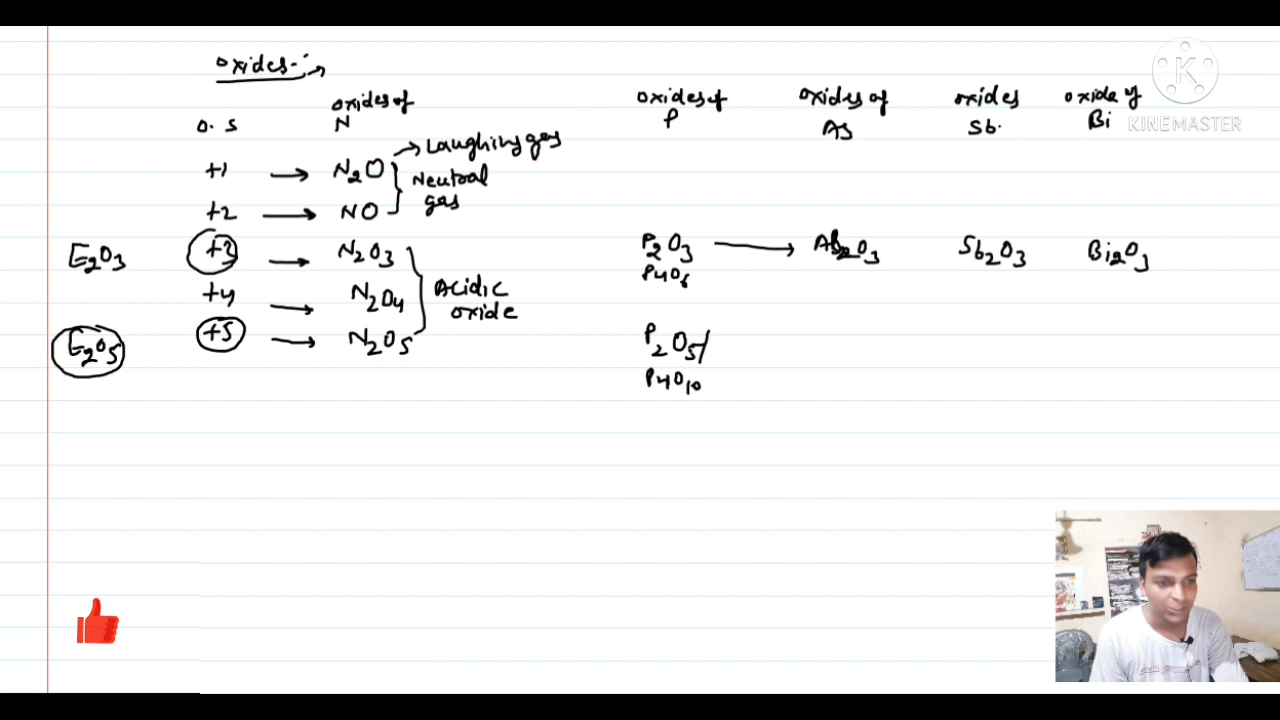 Oxides:-
O.S
Oxides of N
Oxides of P
Oxides of As
Oxides Sb.
Oxide of Bi
KINEMASTER
+1 → N2O → Laughing gas
Neutral gas
+2 → NO
E2O3 +3 → N2O3
P2O3 → As2O3 Sb2O3 Bi2O3
P4O6
+4 → N2O4
Acidic oxide
E2O5 +5 → N2O5
P2O5/
P4O10